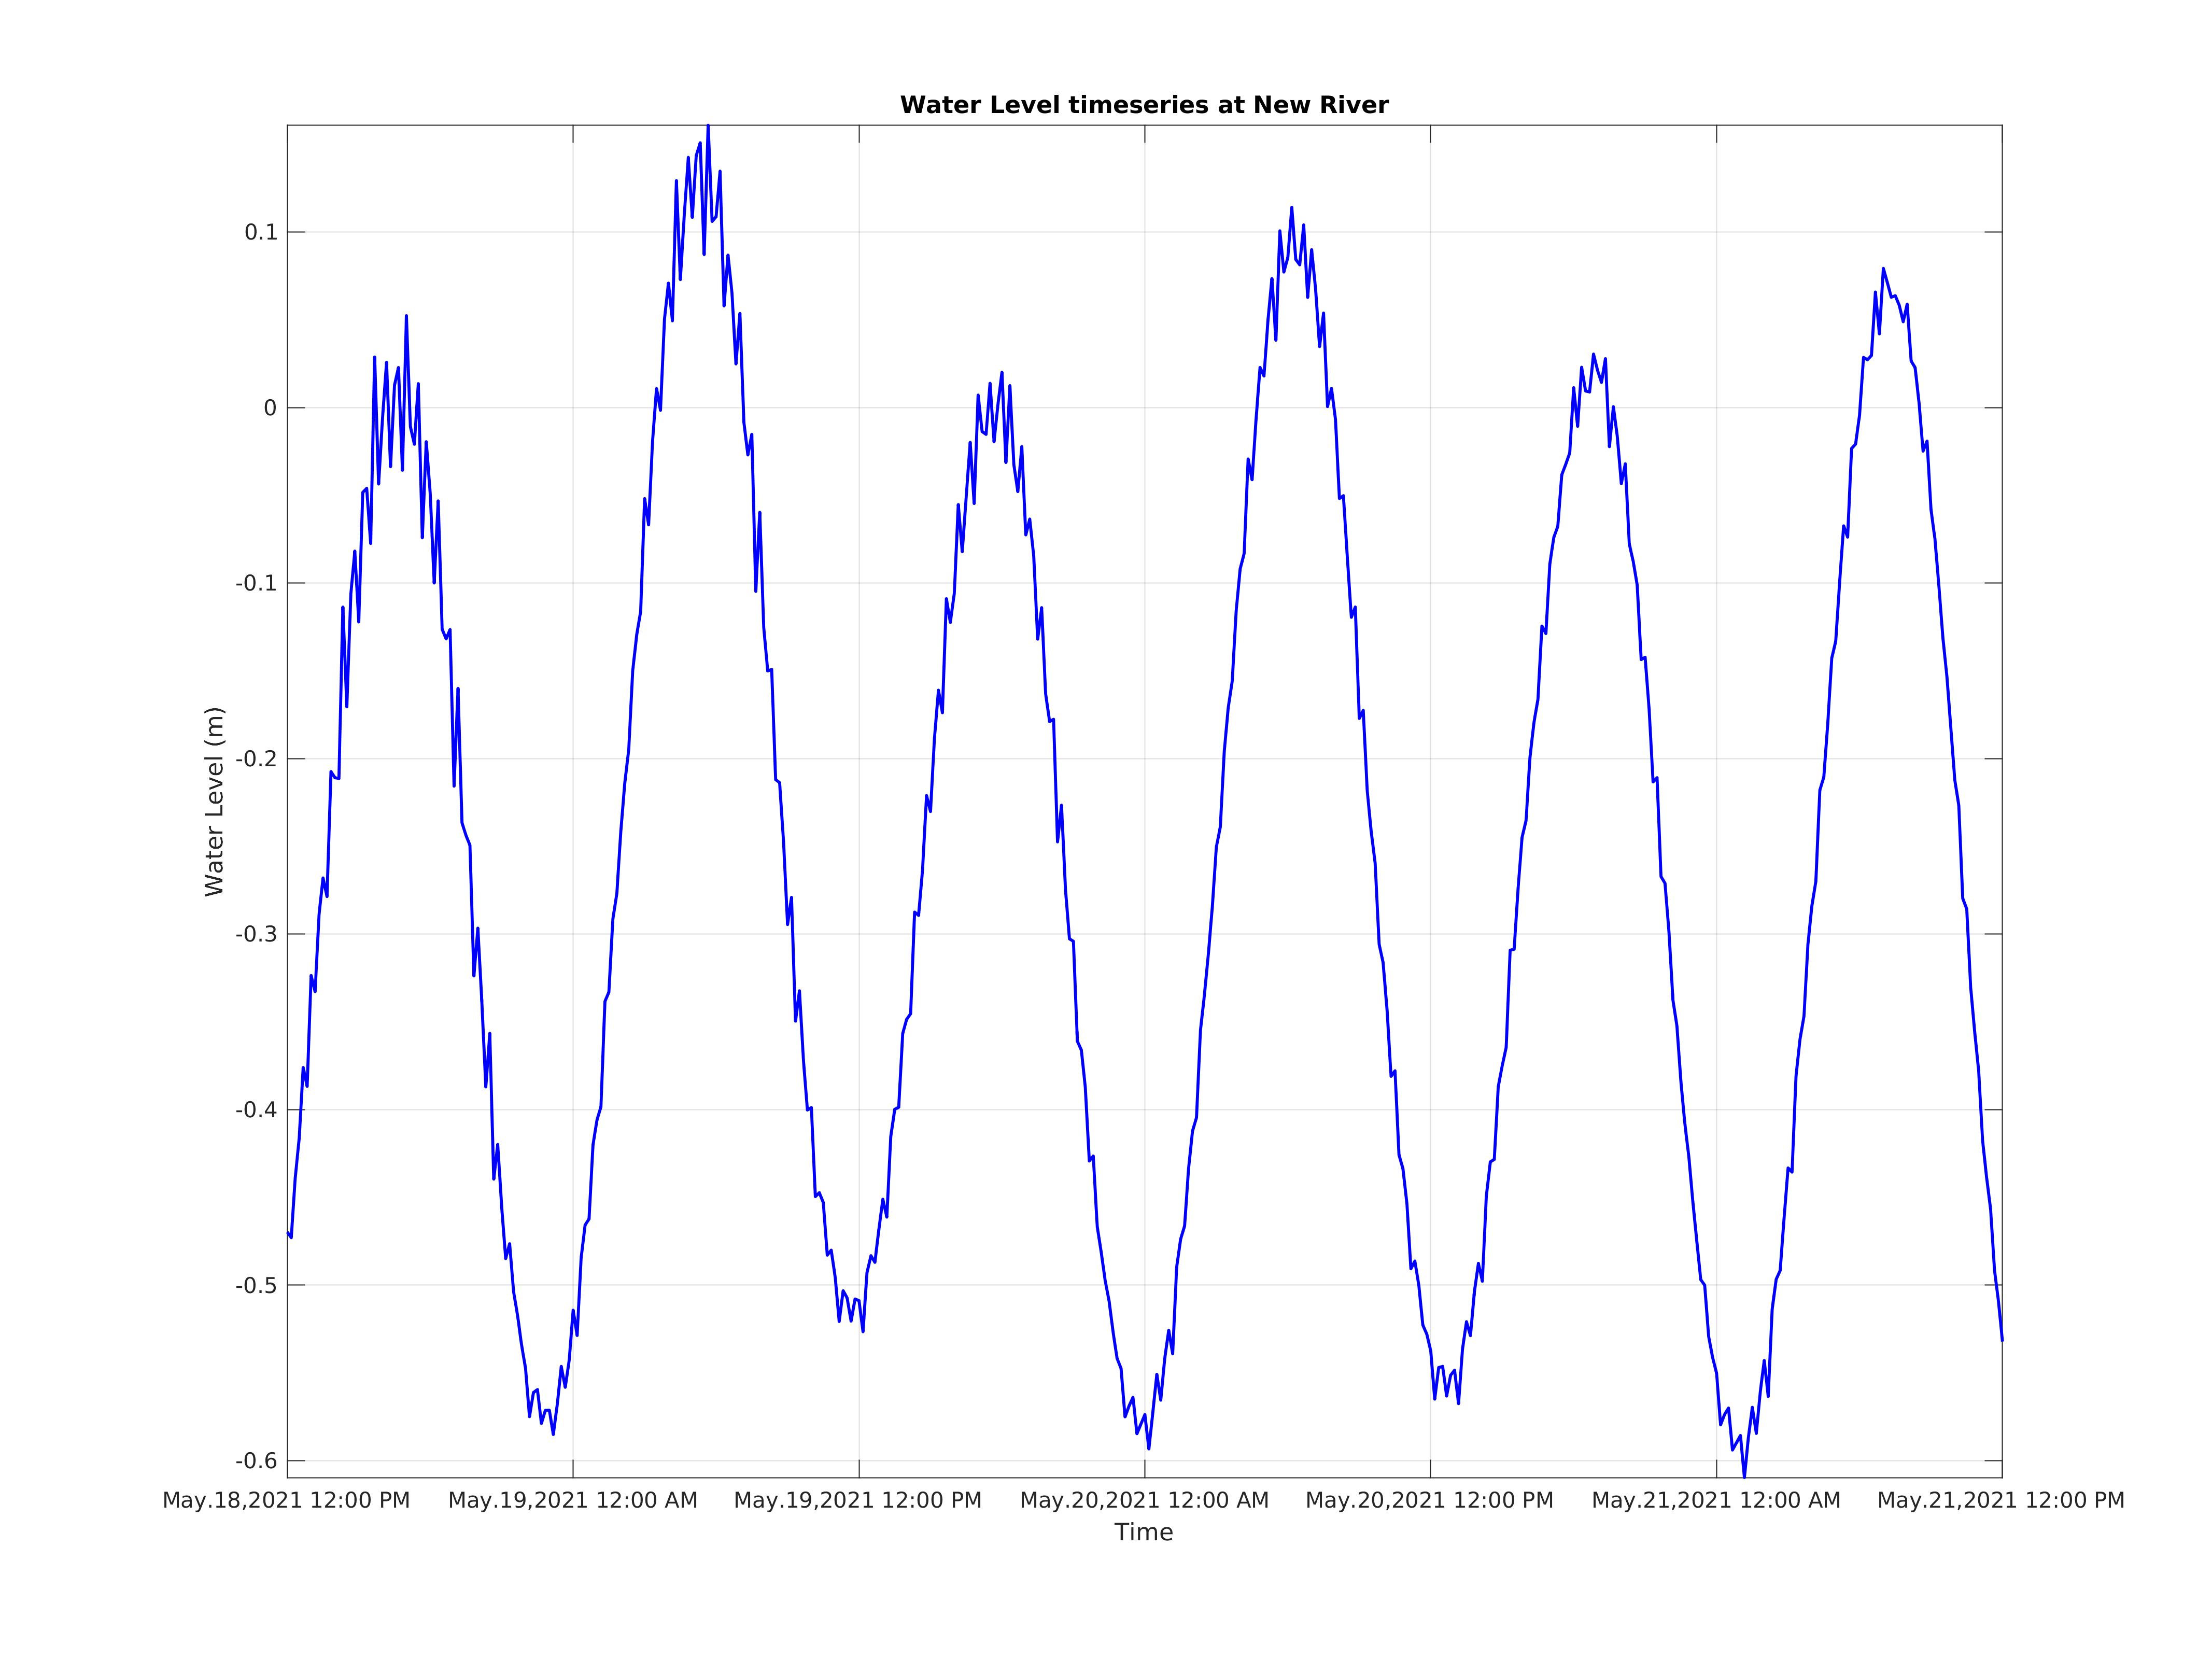 Water Level timeseries at New River
0.1
0
-0.1
-0.2
-0.3
-0.4
-0.5
-0.6
Water Level (m)
May.18,2021 12:00 PM May.19,2021 12:00 AM May.19,2021 12:00 PM May.20,2021 12:00 AM May.20,2021 12:00 PM May.21,2021 12:00 AM May.21,2021 12:00 PM
Time